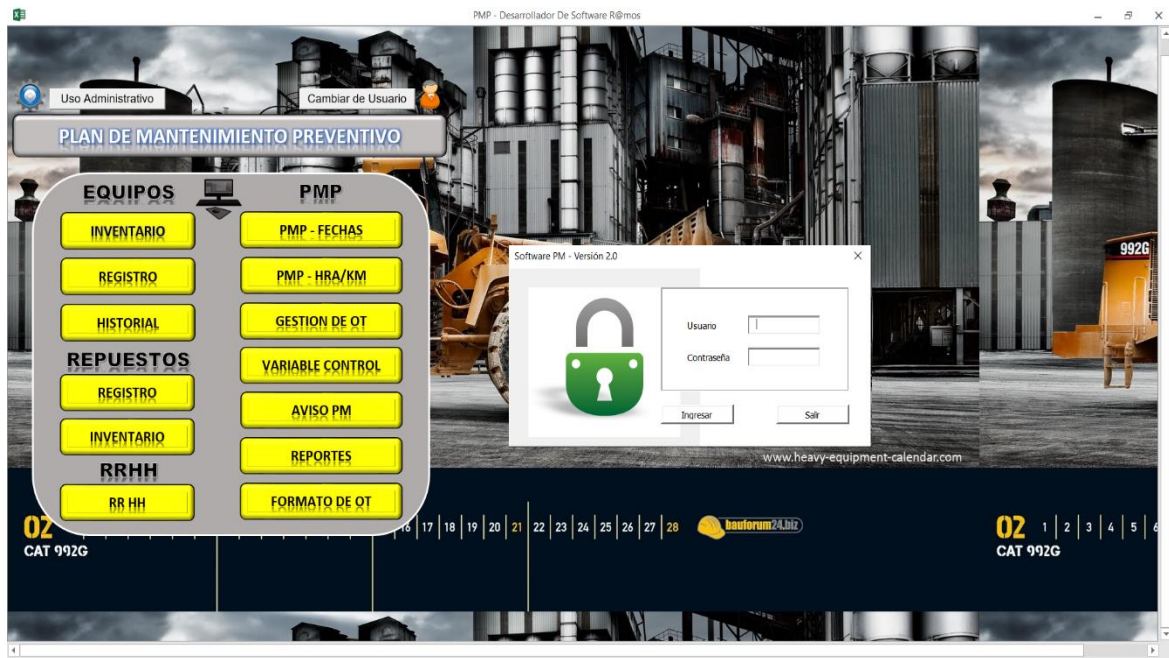 PMP - Desarrollador De Software R@mos
Uso Administrativo
Cambiar de Usuario
PLAN DE MANTENIMIENTO PREVENTIVO
EQUIPOS
INVENTARIO
REGISTRO
HISTORIAL
REPUESTOS
REGISTRO
INVENTARIO
RRHH
RR HH
PMP
PMP - FECHAS
PMP - HRA/KM
GESTION DE OT
VARIABLE CONTROL
AVISO PM
REPORTES
FORMATO DE OT
Software PM - Versión 2.0
Usuario
Contraseña
Ingresar
Salir
992G
www.heavy-equipment-calendar.com
02
16 17 18 19 20 21 22 23 24 25 26 27 28
bauforum24.biz
CAT 992G
02 1 2 3 4 5 6
CAT 992G